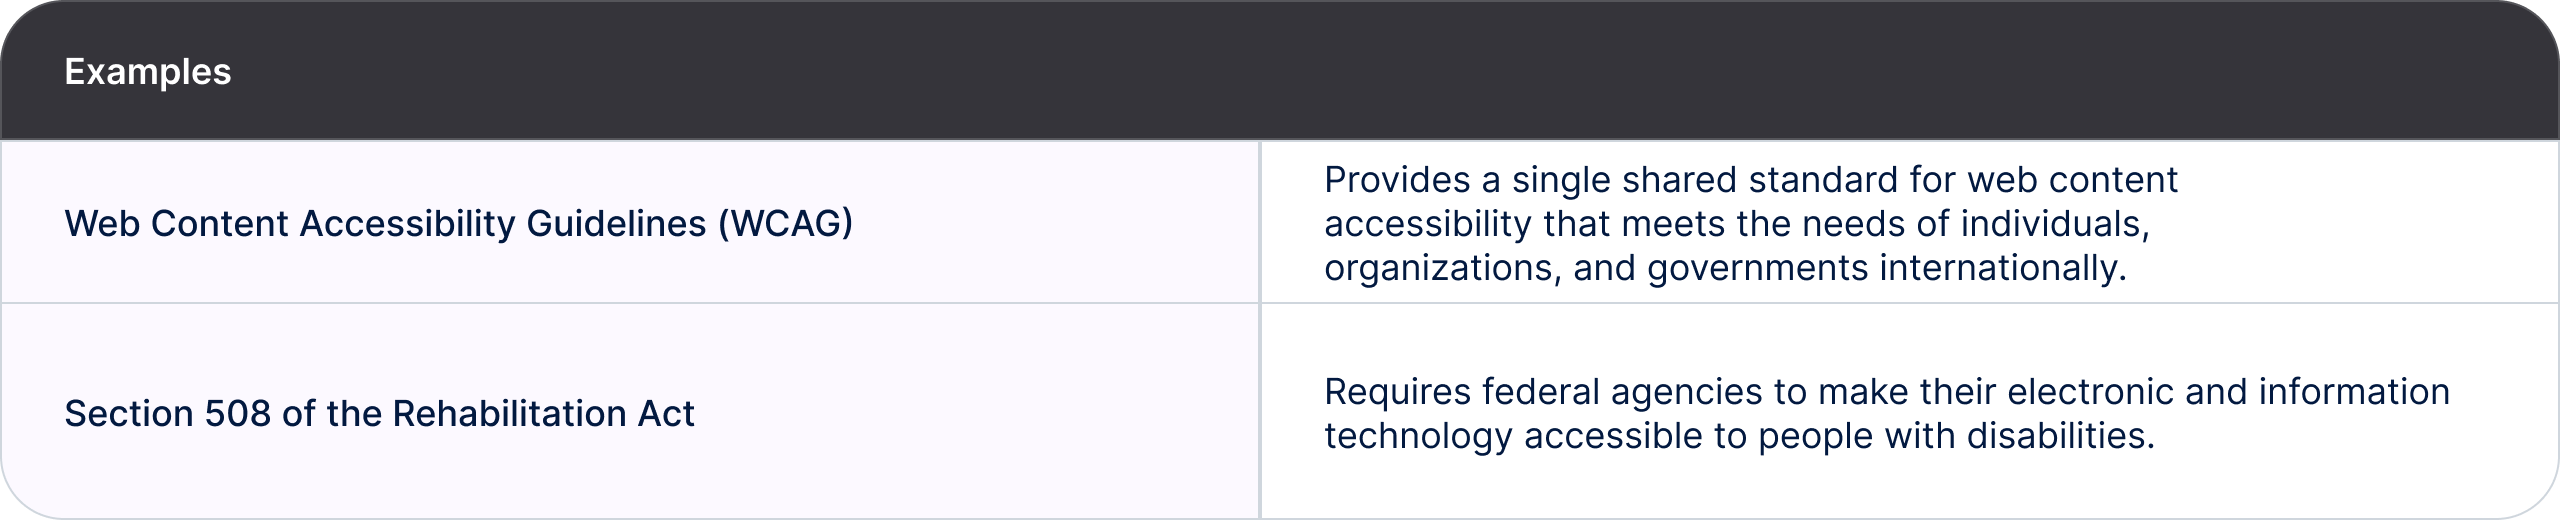 Examples
Web Content Accessibility Guidelines (WCAG)
Provides a single shared standard for web content
accessibility that meets the needs of individuals,
organizations, and governments internationally.
Section 508 of the Rehabilitation Act
Requires federal agencies to make their electronic and information
technology accessible to people with disabilities.